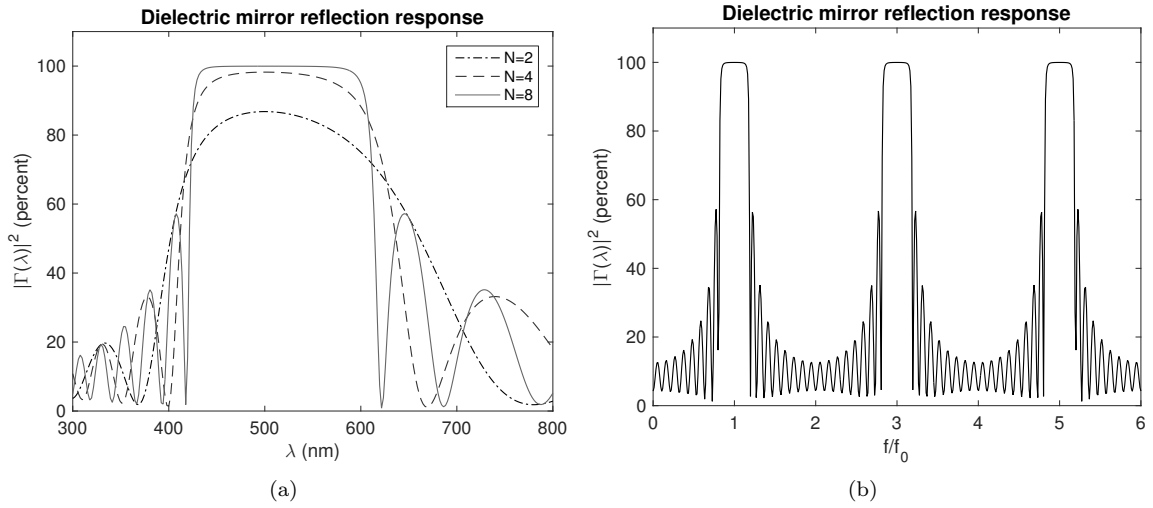 Dielectric mirror reflection response
|Γ(λ)|² (percent)
100
80
60
40
20
0
N=2
N=4
N=8
300
400
500
600
700
800
λ (nm)
(a)
Dielectric mirror reflection response
|Γ(λ)|² (percent)
100
80
60
40
20
0
0
1
2
3
4
5
6
f/f₀
(b)